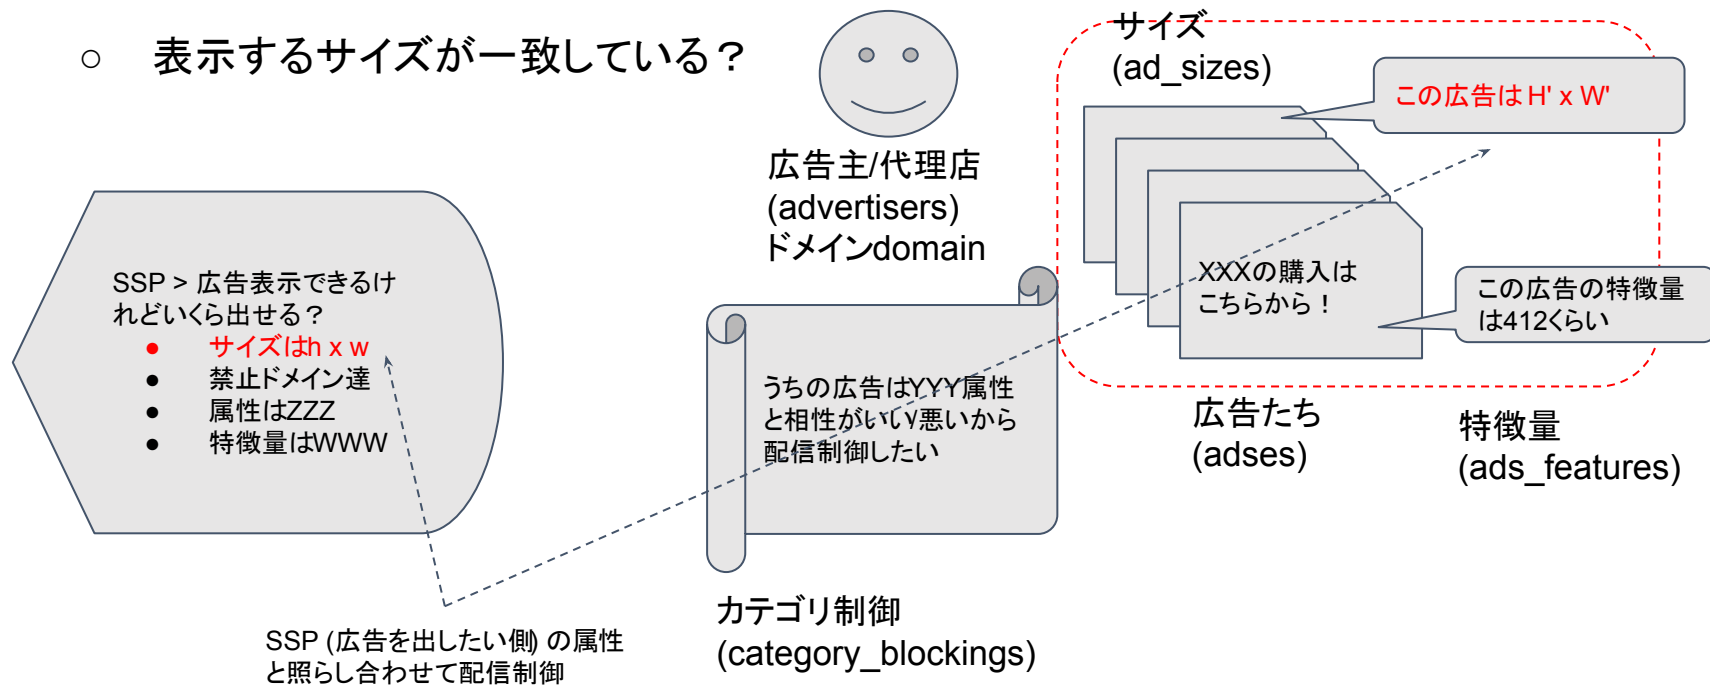 ○ 表示するサイズが一致している？
サイズ
(ad_sizes)
この広告は H' x W'
広告主/代理店
(advertisers)
ドメインdomain
XXXの購入は
こちらから！
この広告の特徴量
は412くらい
SSP > 広告表示できるけ
れどいくら出せる？
● サイズはh x w
● 禁止ドメイン達
● 属性はZZZ
● 特徴量はWWW
うちの広告はYYY属性
と相性がいい/悪いから
配信制御したい
広告たち
(adses)
特徴量
(ads_features)
カテゴリ制御
(category_blockings)
SSP (広告を出したい側) の属性
と照らし合わせて配信制御